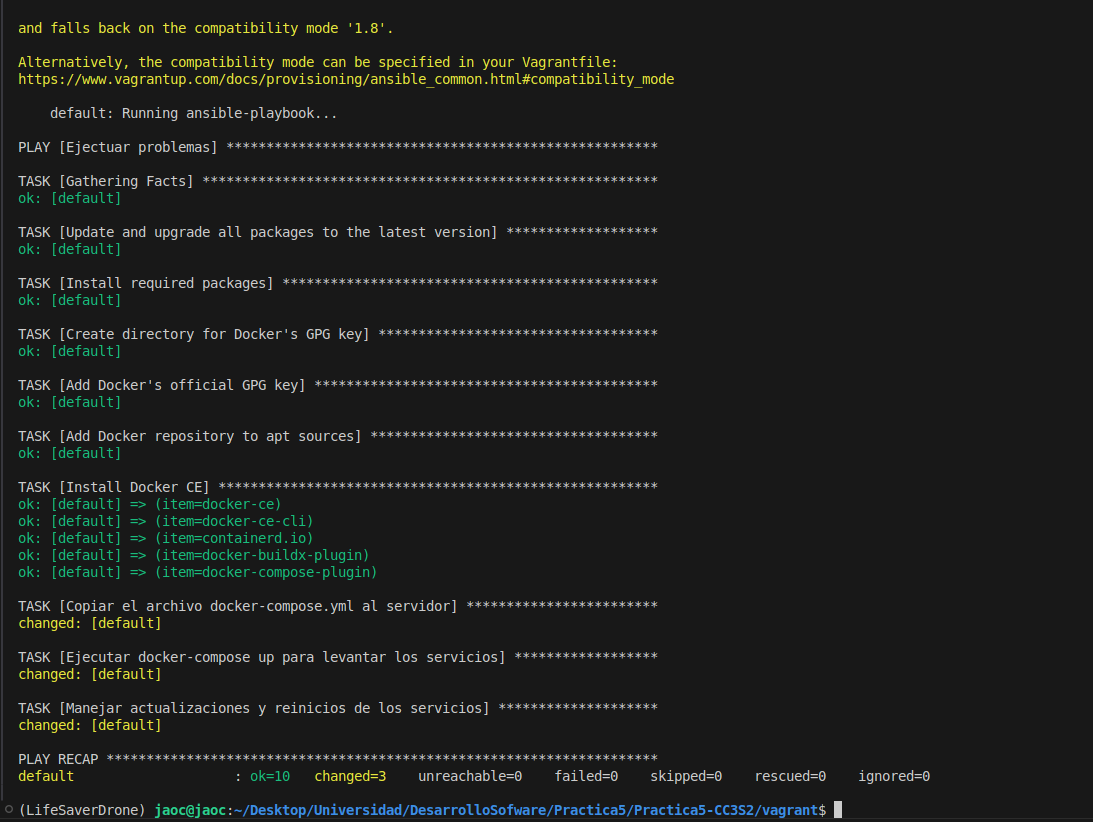 and falls back on the compatibility mode '1.8'.
Alternatively, the compatibility mode can be specified in your Vagrantfile:
https://www.vagrantup.com/docs/provisioning/ansible_common.html#compatibility_mode
default: Running ansible-playbook...
PLAY [Ejectuar problemas] ******************************************************
TASK [Gathering Facts] *********************************************************
ok: [default]
TASK [Update and upgrade all packages to the latest version] *******************
ok: [default]
TASK [Install required packages] ***********************************************
ok: [default]
TASK [Create directory for Docker's GPG key] ***********************************
ok: [default]
TASK [Add Docker's official GPG key] *******************************************
ok: [default]
TASK [Add Docker repository to apt sources] ************************************
ok: [default]
TASK [Install Docker CE] *******************************************************
ok: [default] => (item=docker-ce)
ok: [default] => (item=docker-ce-cli)
ok: [default] => (item=containerd.io)
ok: [default] => (item=docker-buildx-plugin)
ok: [default] => (item=docker-compose-plugin)
TASK [Copiar el archivo docker-compose.yml al servidor] ************************
changed: [default]
TASK [Ejecutar docker-compose up para levantar los servicios] ******************
changed: [default]
TASK [Manejar actualizaciones y reinicios de los servicios] ********************
changed: [default]
PLAY RECAP *********************************************************************
default : ok=10 changed=3 unreachable=0 failed=0 skipped=0 rescued=0 ignored=0
(LifeSaverDrone) jaoc@jaoc:~/Desktop/Universidad/DesarrolloSofware/Practica5/Practica5-CC3S2/vagrant$